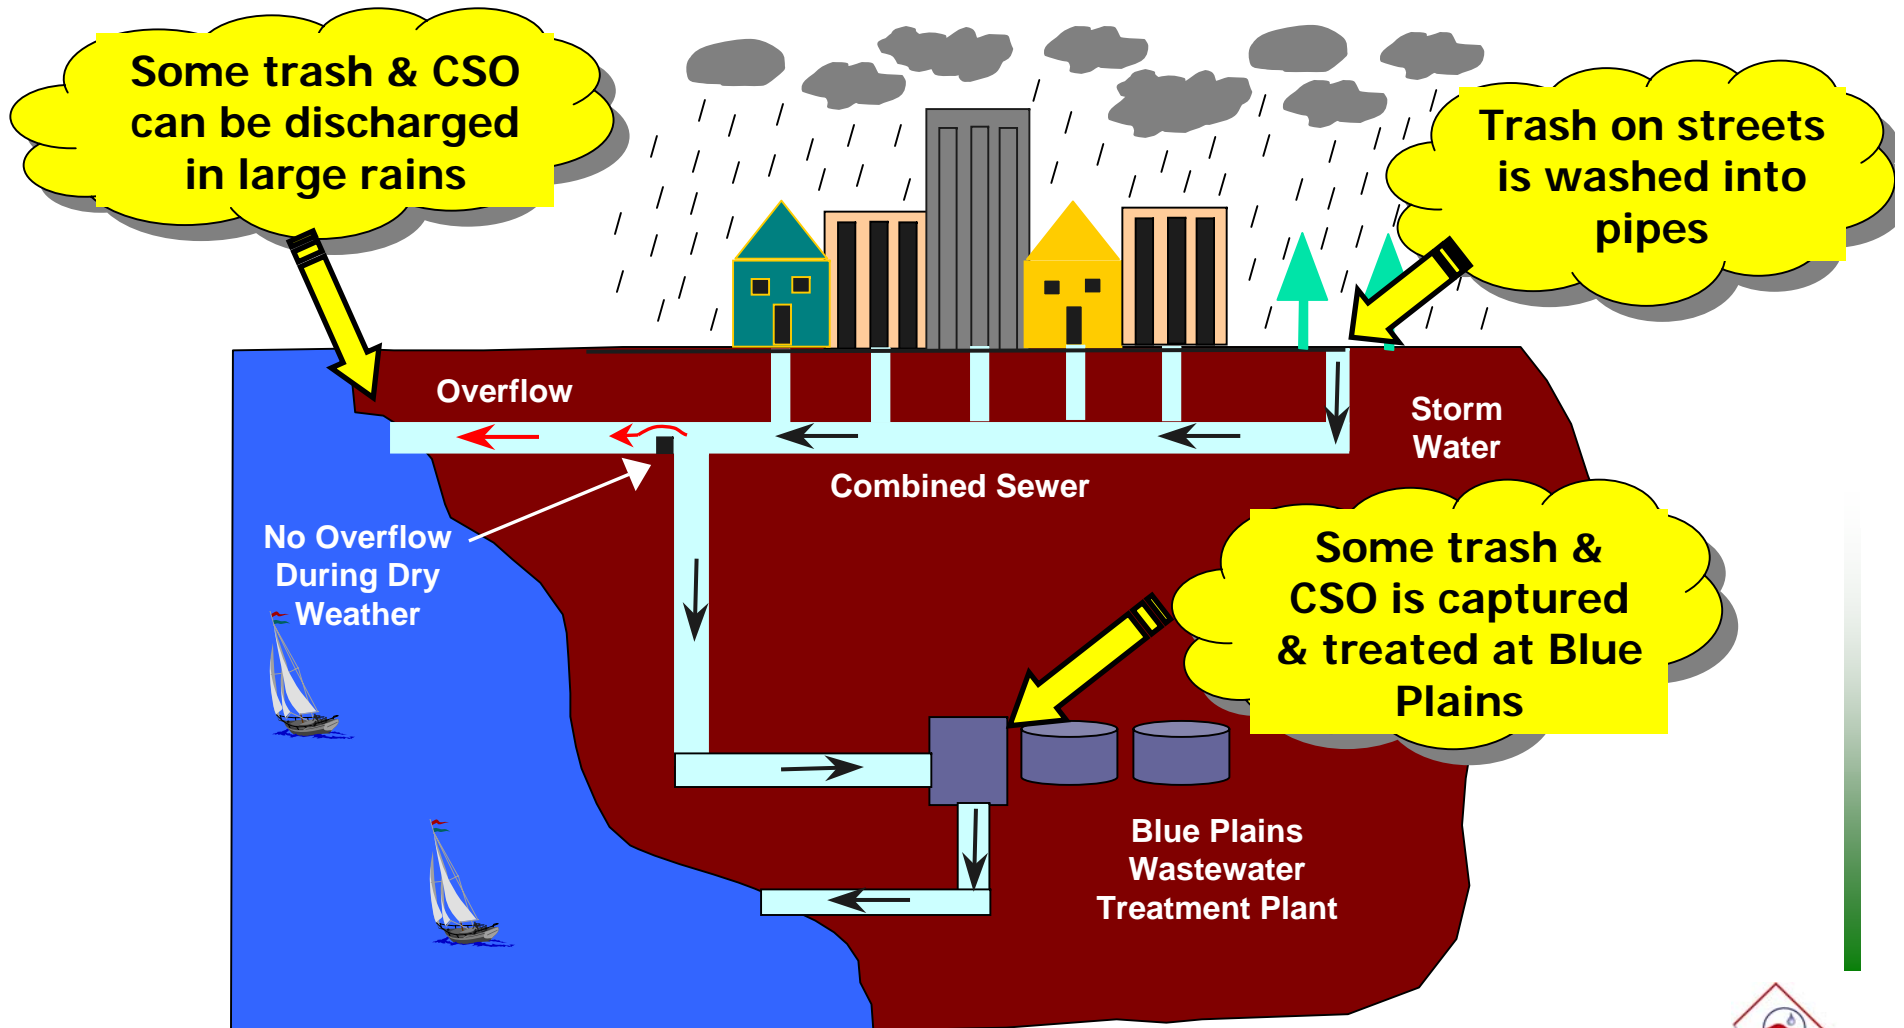 Some trash & CSO
can be discharged
in large rains
Trash on streets
is washed into
pipes
Overflow
Storm
Water
Combined Sewer
No Overflow
During Dry
Weather
Some trash &
CSO is captured
& treated at Blue
Plains
Blue Plains
Wastewater
Treatment Plant